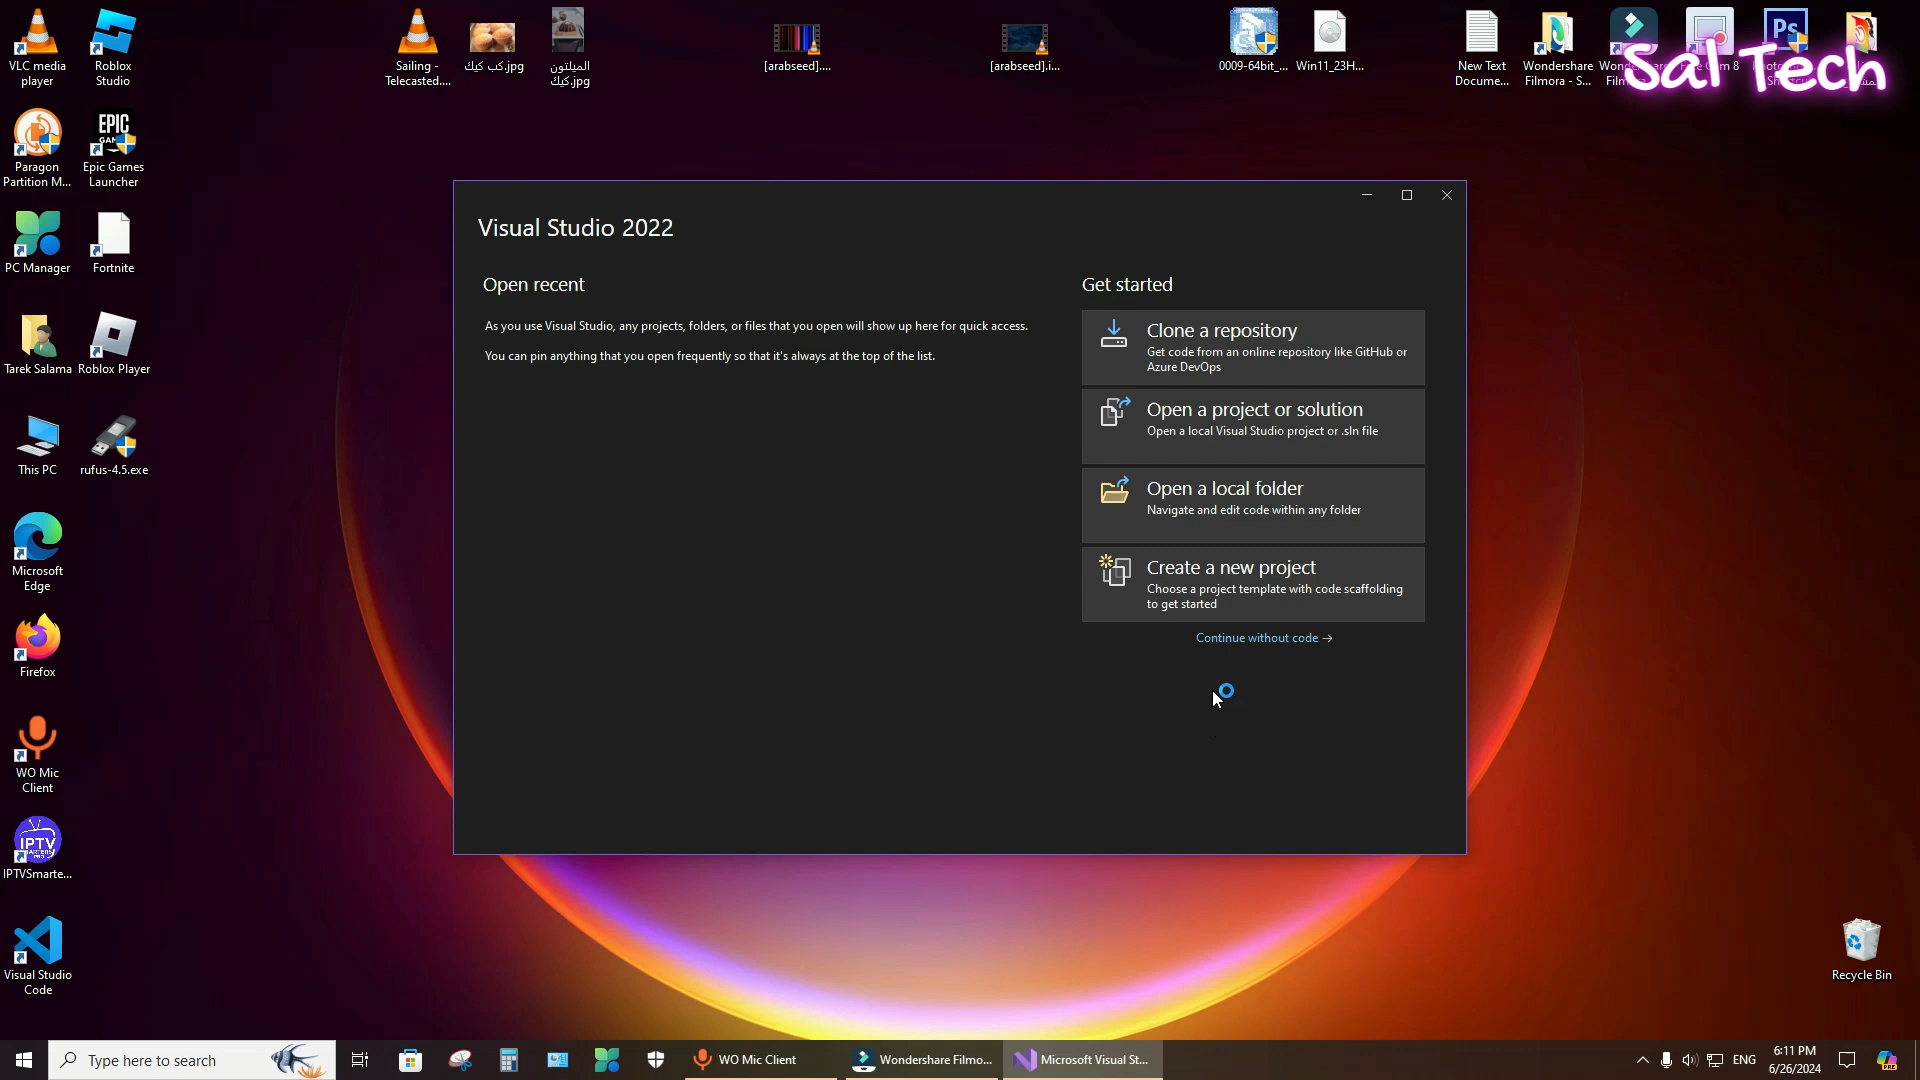 VLC media
player
Roblox
Studio
Sailing -
Telecasted....
كب كيك.jpg
الميلتون
كيك.jpg
[arabseed]....
[arabseed].i...
0009-64bit_...
Win11_23H...
New Text
Docume...
Wondershare
Filmora - S...
Sal Tech
Paragon
Partition M...
EPIC
Epic Games
Launcher
PC Manager
Fortnite
Tarek Salama
Roblox Player
This PC
rufus-4.5.exe
Microsoft
Edge
Firefox
WO Mic
Client
IPTV
IPTVSmarte...
Visual Studio
Code
Ps
Visual Studio 2022
Open recent
As you use Visual Studio, any projects, folders, or files that you open will show up here for quick access.
You can pin anything that you open frequently so that it's always at the top of the list.
Get started
Clone a repository
Get code from an online repository like GitHub or
Azure DevOps
Open a project or solution
Open a local Visual Studio project or .sln file
Open a local folder
Navigate and edit code within any folder
Create a new project
Choose a project template with code scaffolding
to get started
Continue without code →
Recycle Bin
Type here to search
WO Mic Client
Wondershare Filmo...
Microsoft Visual St...
ENG
6:11 PM
6/26/2024